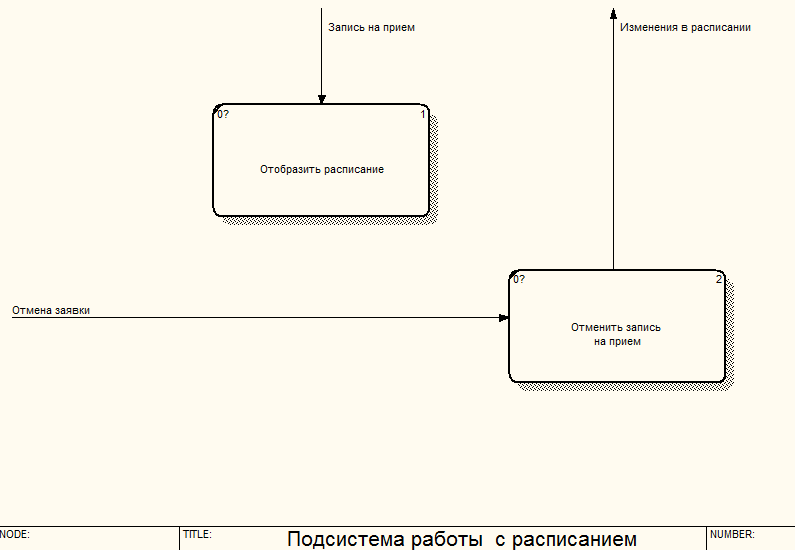 Запись на прием
Изменения в расписании
0?
1
Отобразить расписание
0?
2
Отмена заявки
Отменить запись
на прием
NODE:
TITLE:
Подсистема работы с расписанием
NUMBER: